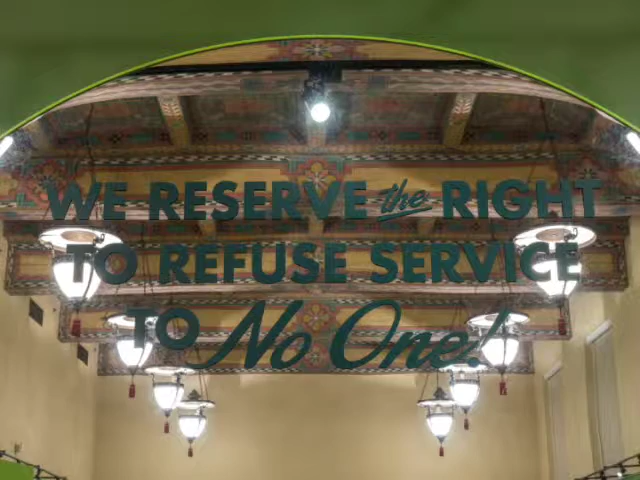 WE RESERVE the RIGHT
TO REFUSE SERVICE
TO No One!